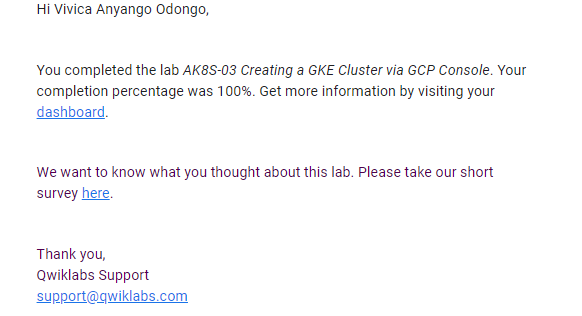 Hi Vivica Anyango Odongo,
You completed the lab AK8S-03 Creating a GKE Cluster via GCP Console. Your
completion percentage was 100%. Get more information by visiting your
dashboard.
We want to know what you thought about this lab. Please take our short
survey here.
Thank you,
Qwiklabs Support
support@qwiklabs.com